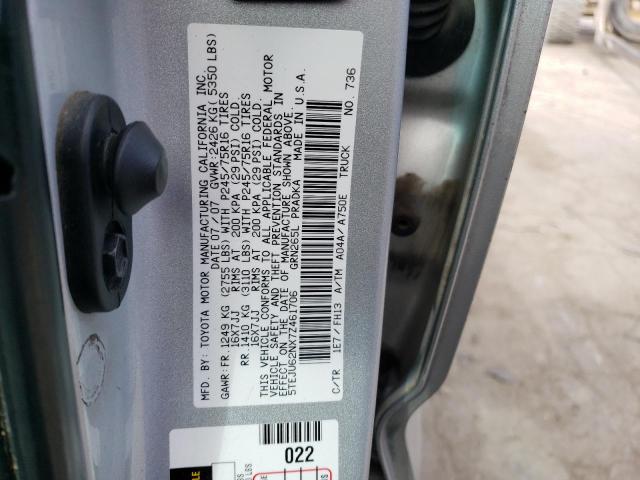 MFD. BY: TOYOTA MOTOR MANUFACTURING CALIFORNIA, INC.
DATE: 07/07 GVWR: 2426 KG ( 5350 LBS)
GAWR: FR. 1249 KG (2755 LBS) WITH P245/75R16 TIRES
16X7JJ RIMS AT 200 KPA (29 PSI) COLD.
RR. 1410 KG (3110 LBS) WITH P245/75R16 TIRES
16X7JJ RIMS AT 200 KPA (29 PSI) COLD.
THIS VEHICLE CONFORMS TO ALL APPLICABLE FEDERAL MOTOR
VEHICLE SAFETY AND THEFT PREVENTION STANDARDS IN
EFFECT ON THE DATE OF MANUFACTURE SHOWN ABOVE.
5TEJU62NX7Z461706 GRN265L PRADKA MADE IN U.S.A.
C/TR 1E7/FH13 A/TM A04A/A750E TRUCK NO. 736
022
LBS